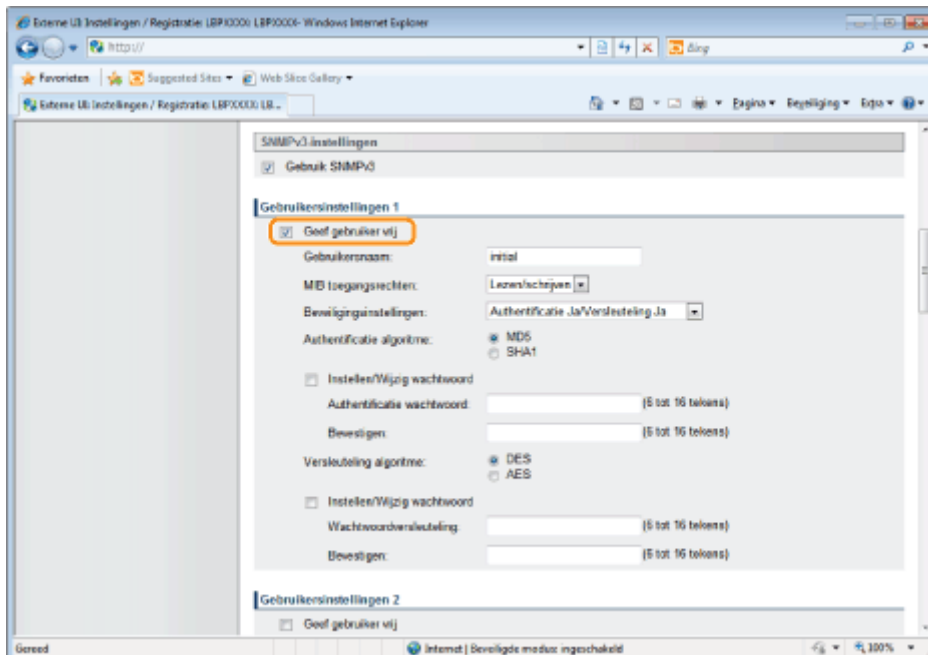 Externe UI: Instellingen / Registratie: LBPXXXX: LBPXXXX- Windows Internet Explorer
http://
Bing
Favorieten
Suggested Sites
Web Slice Gallery
Externe UI: Instellingen / Registratie: LBPXXXX: LB...
Pagina
Beveiliging
Extra
SNMPv3-instellingen
Gebruik SNMPv3
Gebruikersinstellingen 1
Geef gebruiker vrij
Gebruikersnaam: initial
MIB toegangsrechten: Lezen/schrijven
Beveiligingsinstellingen: Authentificatie Ja/Versleuteling Ja
Authentificatie algoritme: MD5
SHA1
Instellen/Wijzig wachtwoord
Authentificatie wachtwoord: (6 tot 16 tekens)
Bevestigen: (6 tot 16 tekens)
Versleuteling algoritme: DES
AES
Instellen/Wijzig wachtwoord
Wachtwoordversleuteling: (6 tot 16 tekens)
Bevestigen: (6 tot 16 tekens)
Gebruikersinstellingen 2
Geef gebruiker vrij
Gereed
Internet | Beveiligde modus: ingeschakeld
100%